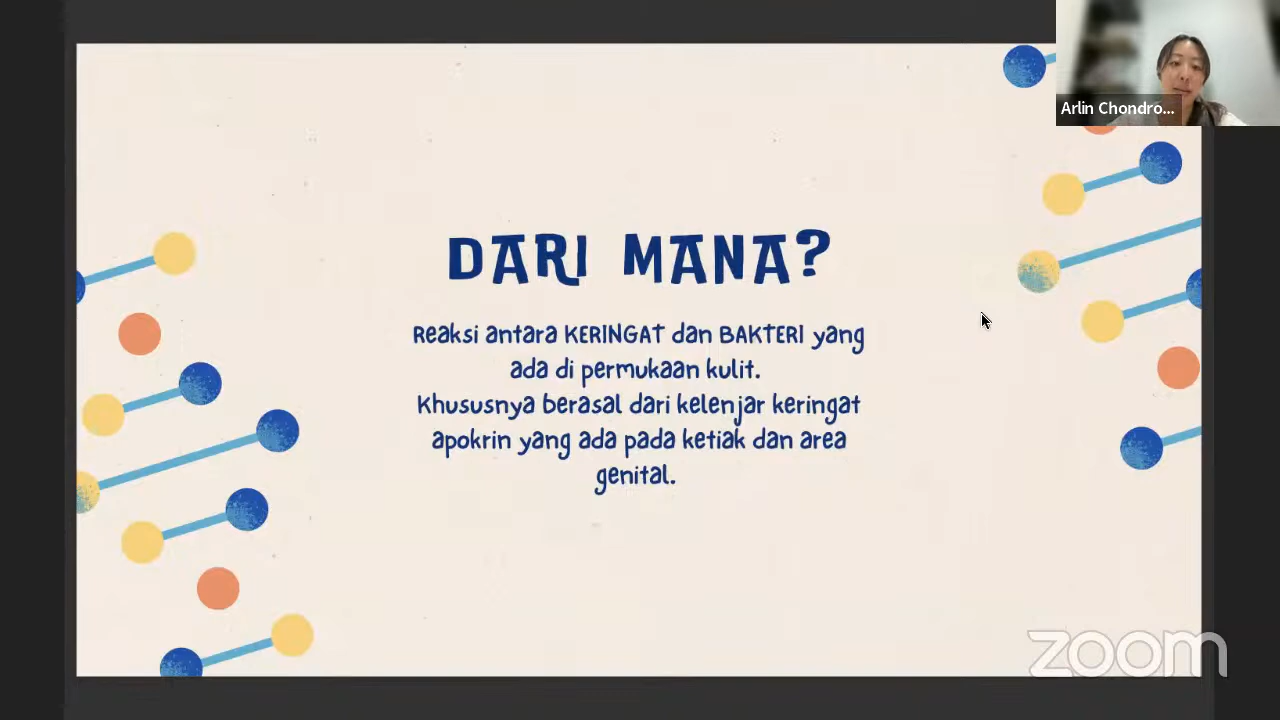 Arlin Chondro...
DARI MANA?
Reaksi antara KERINGAT dan BAKTERI yang
ada di permukaan kulit.
Khususnya berasal dari kelenjar keringat
apokrin yang ada pada ketiak dan area
genital.
zoom